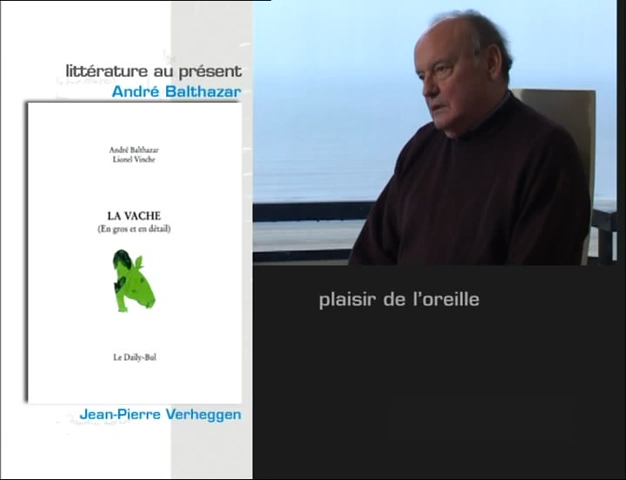 littérature au présent
André Balthazar
André Balthazar
Lionel Vinche
LA VACHE
(En gros et en détail)
Le Daily-Bul
Jean-Pierre Verheggen
plaisir de l'oreille